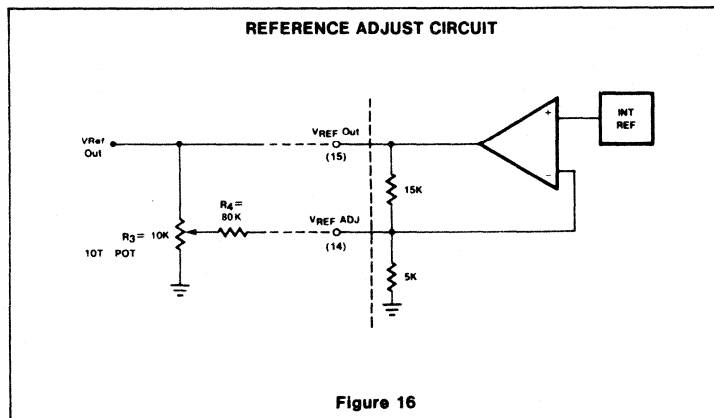 REFERENCE ADJUST CIRCUIT
VRef Out
VREF Out
(15)
INT REF
+
−
15K
R4= 80K
VREF ADJ
(14)
R3= 10K
10T POT
5K
Figure 16